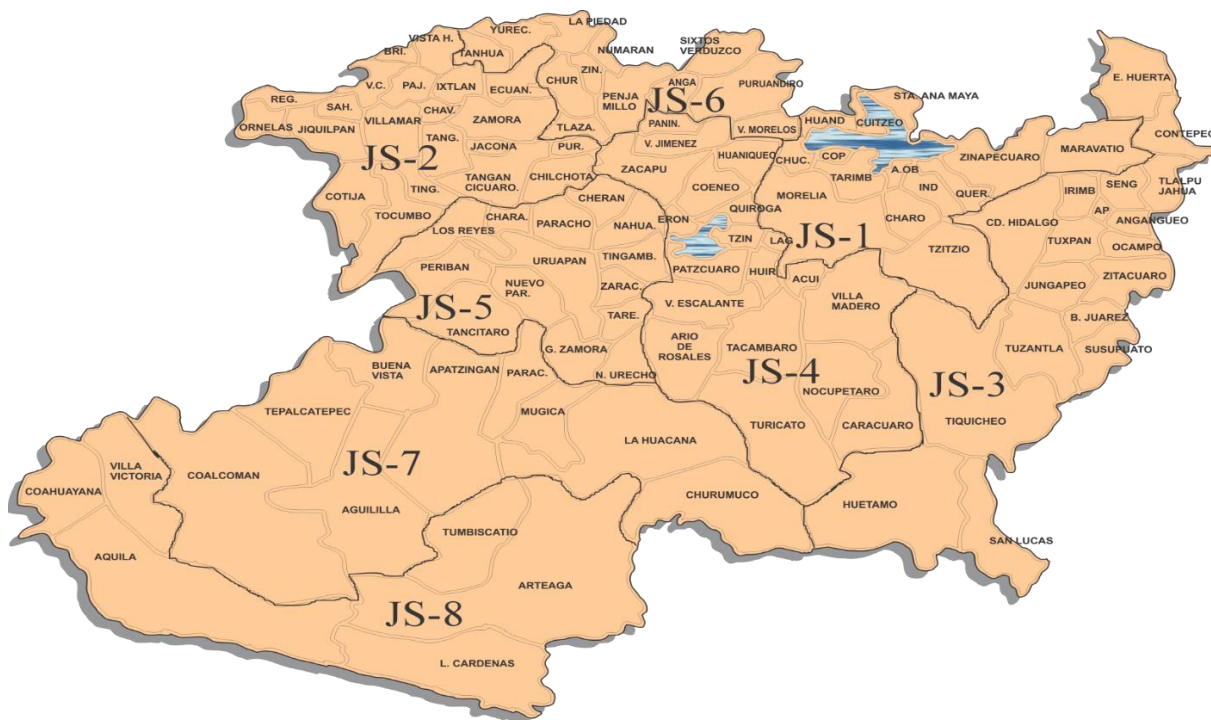 LA PIEDAD
YUREC.
VISTA H.
SIXTOS
VERDUZCO
BRI.
TANHUA
NUMARAN
ZIN.
E. HUERTA
V.C.
PAJ.
IXTLAN
ECUAN.
CHUR
ANGA
PURUANDIRO
PENJA
MILLO
STA. ANA MAYA
REG.
SAH.
CHAV.
JS-6
ORNELAS
JIQUILPAN
VILLAMAR
ZAMORA
TLAZA.
PANIN.
V. MORELOS
HUAND
CUITZEO
CONTEPEC
TANG.
JACONA
PUR.
V. JIMENEZ
HUANIQUEO
CHUC.
COP
ZINAPECUARO
MARAVATIO
JS-2
TANGAN
CICUARO.
CHILCHOTA
ZACAPU
COENEO
TARIMB
A.OB
TLALPU
JAHUA
COTIJA
TING.
CHERAN
MORELIA
IND
QUER.
IRIMB
SENG
TOCUMBO
CHARA.
PARACHO
NAHUA.
ERON
QUIROGA
CHARO
CD. HIDALGO
AP
ANGANGUEO
LOS REYES
TZIN
LAG
JS-1
TZITZIO
TUXPAN
OCAMPO
PERIBAN
URUAPAN
TINGAMB.
PATZCUARO
HUIR
ACUI
ZITACUARO
NUEVO
PAR.
ZARAC.
JUNGAPEO
JS-5
V. ESCALANTE
VILLA
MADERO
TARE.
B. JUAREZ
TANCITARO
ARIO
DE
ROSALES
TACAMBARO
TUZANTLA
SUSUPUATO
G. ZAMORA
BUENA
VISTA
APATZINGAN
PARAC.
N. URECHO
JS-4
JS-3
NOCUPETARO
TEPALCATEPEC
MUGICA
TURICATO
CARACUARO
TIQUICHEO
LA HUACANA
VILLA
VICTORIA
COALCOMAN
JS-7
COAHUAYANA
CHURUMUCO
HUETAMO
AGUILILLA
TUMBISCATIO
SAN LUCAS
AQUILA
ARTEAGA
JS-8
L. CARDENAS